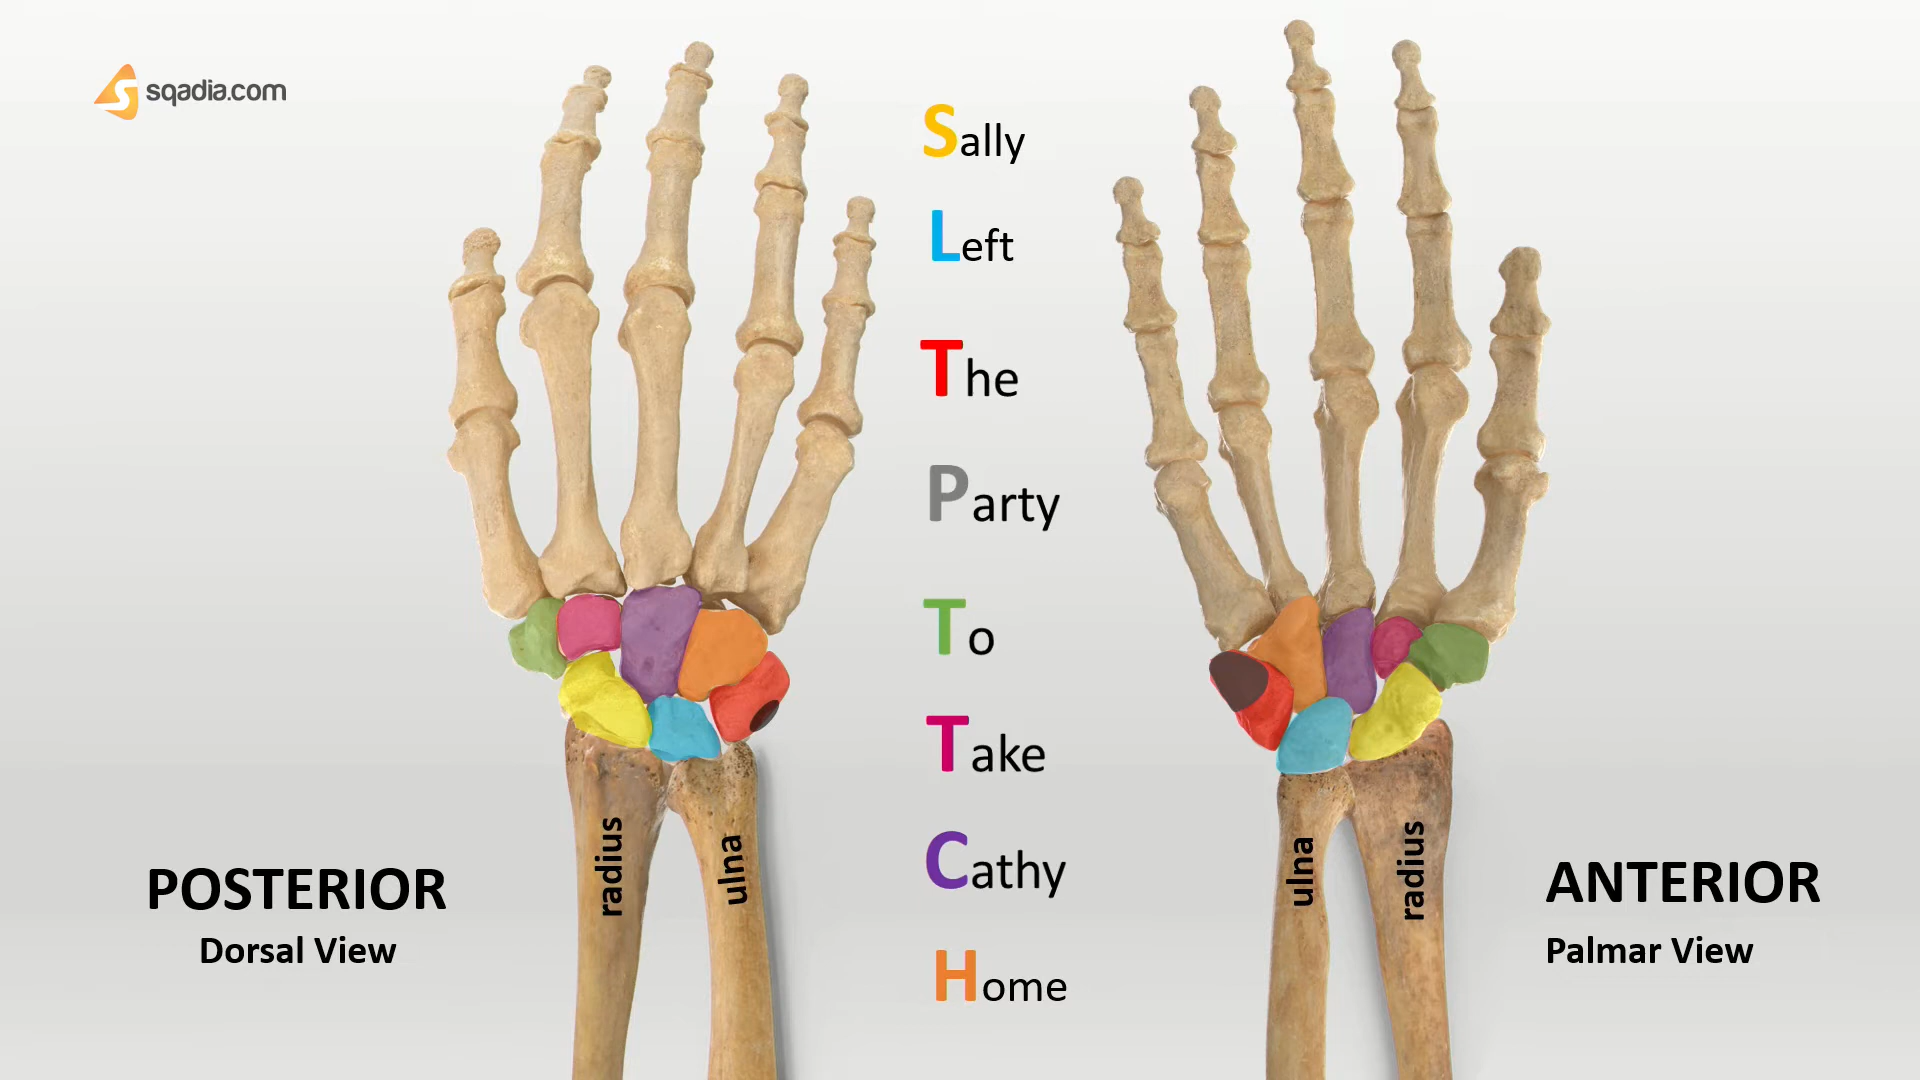 sqadia.com
Sally
Left
The
Party
To
Take
Cathy
Home
radius
ulna
POSTERIOR
Dorsal View
ulna
radius
ANTERIOR
Palmar View